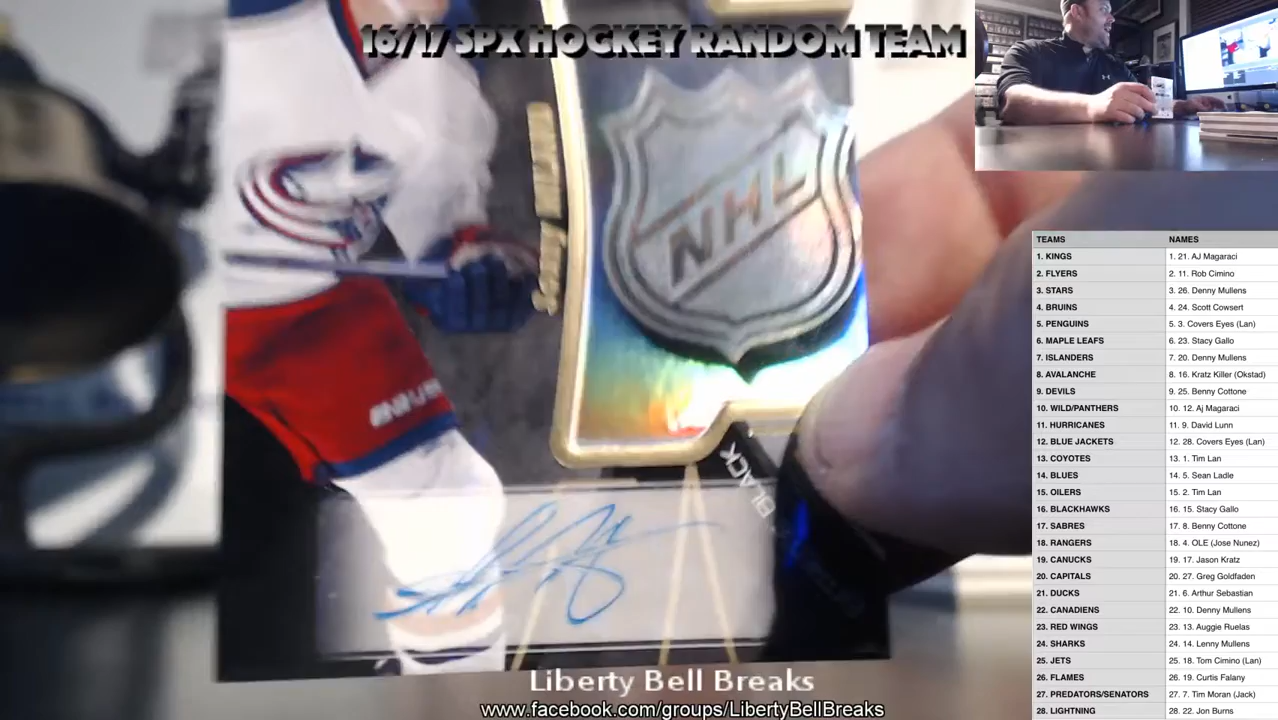 16/17 SPX HOCKEY RANDOM TEAM
NHL
BLACK
TEAMS NAMES
1. KINGS 1. 21. AJ Magaraci
2. FLYERS 2. 11. Rob Cimino
3. STARS 3. 26. Denny Mullens
4. BRUINS 4. 24. Scott Cowsert
5. PENGUINS 5. 3. Covers Eyes (Lan)
6. MAPLE LEAFS 6. 23. Stacy Gallo
7. ISLANDERS 7. 20. Denny Mullens
8. AVALANCHE 8. 16. Kratz Killer (Okstad)
9. DEVILS 9. 25. Benny Cottone
10. WILD/PANTHERS 10. 12. Aj Magaraci
11. HURRICANES 11. 9. David Lunn
12. BLUE JACKETS 12. 28. Covers Eyes (Lan)
13. COYOTES 13. 1. Tim Lan
14. BLUES 14. 5. Sean Ladle
15. OILERS 15. 2. Tim Lan
16. BLACKHAWKS 16. 15. Stacy Gallo
17. SABRES 17. 8. Benny Cottone
18. RANGERS 18. 4. OLE (Jose Nunez)
19. CANUCKS 19. 17. Jason Kratz
20. CAPITALS 20. 27. Greg Goldfaden
21. DUCKS 21. 6. Arthur Sebastian
22. CANADIENS 22. 10. Denny Mullens
23. RED WINGS 23. 13. Auggie Ruelas
24. SHARKS 24. 14. Lenny Mullens
25. JETS 25. 18. Tom Cimino (Lan)
26. FLAMES 26. 19. Curtis Falany
27. PREDATORS/SENATORS 27. 7. Tim Moran (Jack)
28. LIGHTNING 28. 22. Jon Burns
Liberty Bell Breaks
www.facebook.com/groups/LibertyBellBreaks